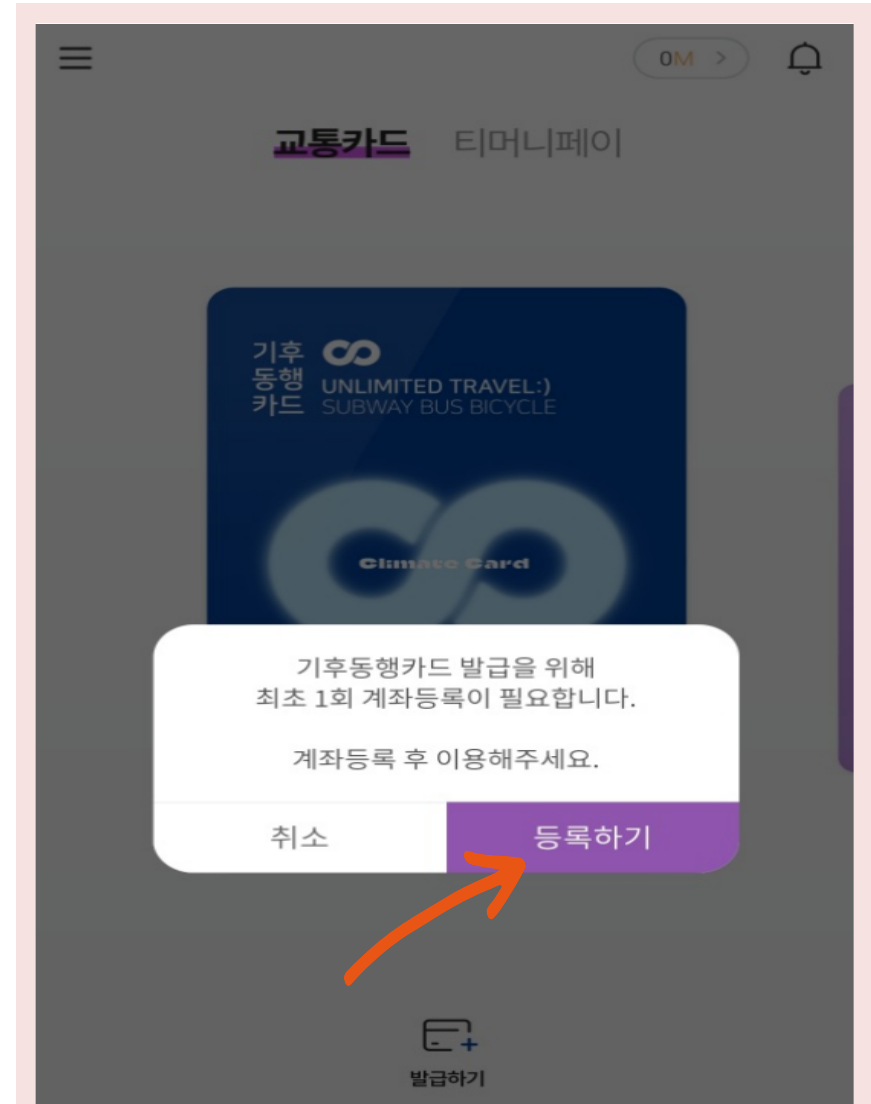 0M >
교통카드 티머니페이
기후
동행
카드
UNLIMITED TRAVEL:)
SUBWAY BUS BICYCLE
Climate Card
기후동행카드 발급을 위해
최초 1회 계좌등록이 필요합니다.
계좌등록 후 이용해주세요.
취소 등록하기
발급하기